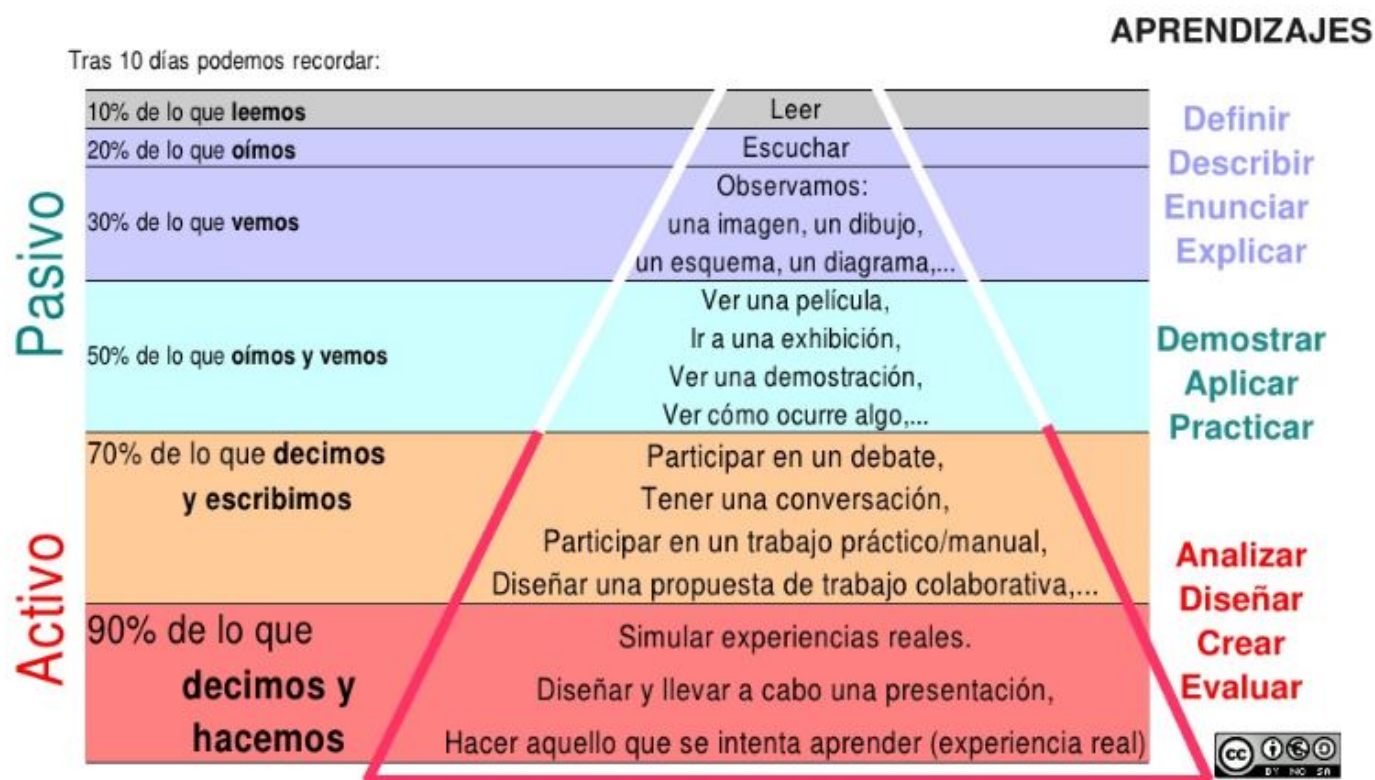 APRENDIZAJES
Tras 10 días podemos recordar:
Pasivo
10% de lo que leemos
Leer
20% de lo que oímos
Escuchar
30% de lo que vemos
Observamos:
una imagen, un dibujo,
un esquema, un diagrama,...
Definir
Describir
Enunciar
Explicar
50% de lo que oímos y vemos
Ver una película,
Ir a una exhibición,
Ver una demostración,
Ver cómo ocurre algo,...
Demostrar
Aplicar
Practicar
Activo
70% de lo que decimos
y escribimos
Participar en un debate,
Tener una conversación,
Participar en un trabajo práctico/manual,
Diseñar una propuesta de trabajo colaborativa,...
90% de lo que
decimos y
hacemos
Simular experiencias reales.
Diseñar y llevar a cabo una presentación,
Hacer aquello que se intenta aprender (experiencia real)
Analizar
Diseñar
Crear
Evaluar
cc
BY NC SA